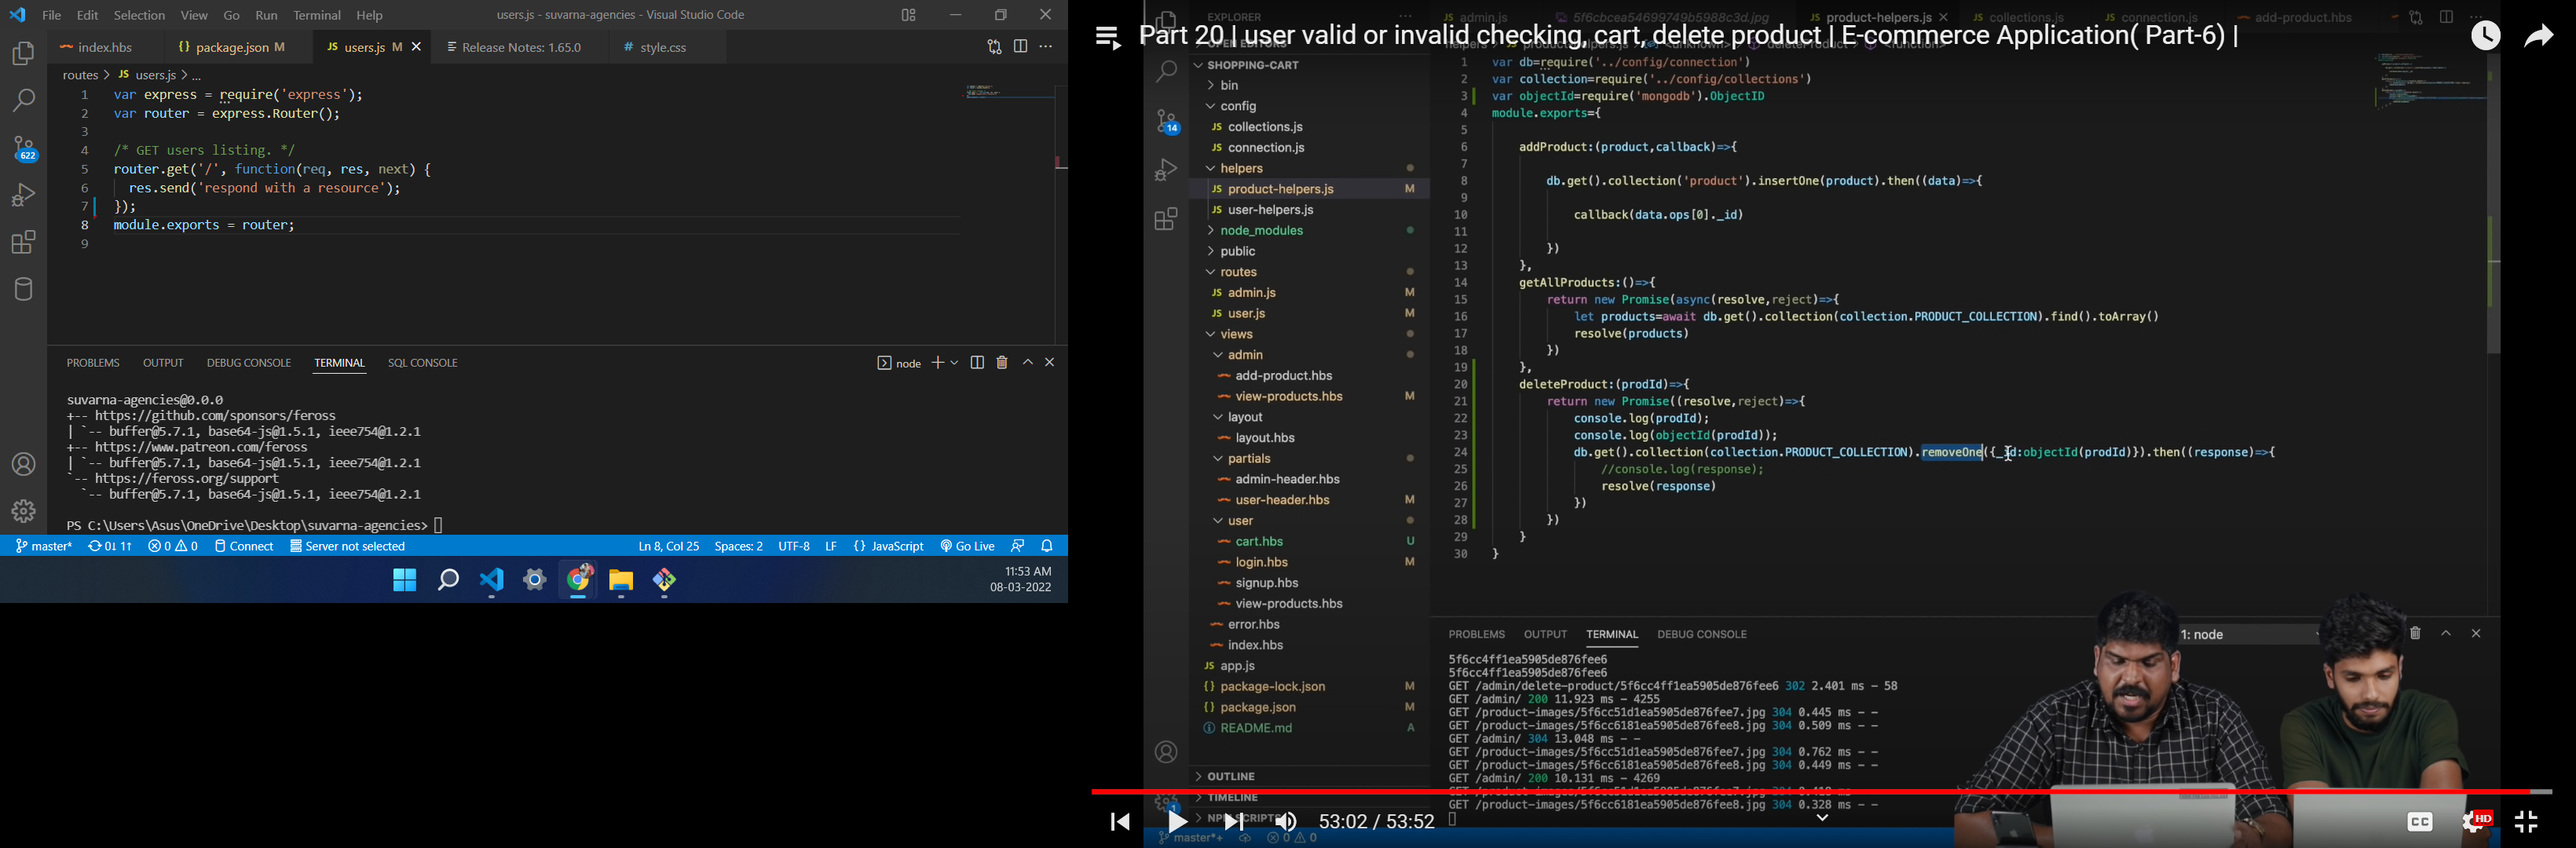 File Edit Selection View Go Run Terminal Help
users.js - suvarna-agencies - Visual Studio Code
index.hbs
package.json M
JS users.js M
Release Notes: 1.65.0
# style.css
routes > JS users.js > ...
1 var express = require('express');
2 var router = express.Router();
3
4 /* GET users listing. */
5 router.get('/', function(req, res, next) {
6 res.send('respond with a resource');
7 });
8 module.exports = router;
9
622
PROBLEMS OUTPUT DEBUG CONSOLE TERMINAL SQL CONSOLE
node
suvarna-agencies@0.0.0
+-- https://github.com/sponsors/feross
| `-- buffer@5.7.1, base64-js@1.5.1, ieee754@1.2.1
+-- https://www.patreon.com/feross
| `-- buffer@5.7.1, base64-js@1.5.1, ieee754@1.2.1
`-- https://feross.org/support
`-- buffer@5.7.1, base64-js@1.5.1, ieee754@1.2.1
PS C:\Users\Asus\OneDrive\Desktop\suvarna-agencies>
master* 0↓ 1↑ 0 0 Connect Server not selected
Ln 8, Col 25 Spaces: 2 UTF-8 LF {} JavaScript Go Live
11:53 AM
08-03-2022
EXPLORER
JS admin.js
5f6cbcea54699749b5988c3d.jpg
JS product-helpers.js
JS collections.js
JS connection.js
add-product.hbs
Part 20 | user valid or invalid checking, cart, delete product | E-commerce Application( Part-6) |
SHOPPING-CART
bin
config
JS collections.js
JS connection.js
helpers
JS product-helpers.js M
JS user-helpers.js
node_modules
public
routes
JS admin.js M
JS user.js M
views
admin
add-product.hbs
view-products.hbs M
layout
layout.hbs
partials
admin-header.hbs
user-header.hbs M
user
cart.hbs U
login.hbs M
signup.hbs
view-products.hbs
error.hbs
index.hbs
JS app.js
{} package-lock.json M
{} package.json M
README.md A
OUTLINE
TIMELINE
NPM SCRIPTS
14
1 var db=require('../config/connection')
2 var collection=require('../config/collections')
3 var objectId=require('mongodb').ObjectID
4 module.exports={
5
6 addProduct:(product,callback)=>{
7
8 db.get().collection('product').insertOne(product).then((data)=>{
9
10 callback(data.ops[0]._id)
11
12 })
13 },
14 getAllProducts:()=>{
15 return new Promise(async(resolve,reject)=>{
16 let products=await db.get().collection(collection.PRODUCT_COLLECTION).find().toArray()
17 resolve(products)
18 })
19 },
20 deleteProduct:(prodId)=>{
21 return new Promise((resolve,reject)=>{
22 console.log(prodId);
23 console.log(objectId(prodId));
24 db.get().collection(collection.PRODUCT_COLLECTION).removeOne({_id:objectId(prodId)}).then((response)=>{
25 //console.log(response);
26 resolve(response)
27 })
28 })
29 }
30 }
PROBLEMS OUTPUT TERMINAL DEBUG CONSOLE
1: node
5f6cc4ff1ea5905de876fee6
5f6cc4ff1ea5905de876fee6
GET /admin/delete-product/5f6cc4ff1ea5905de876fee6 302 2.401 ms - 58
GET /admin/ 200 11.923 ms - 4255
GET /product-images/5f6cc51d1ea5905de876fee7.jpg 304 0.445 ms - -
GET /product-images/5f6cc6181ea5905de876fee8.jpg 304 0.509 ms - -
GET /admin/ 304 13.048 ms - -
GET /product-images/5f6cc51d1ea5905de876fee7.jpg 304 0.762 ms - -
GET /product-images/5f6cc6181ea5905de876fee8.jpg 304 0.449 ms - -
GET /admin/ 200 10.131 ms - 4269
GET /product-images/5f6cc6181ea5905de876fee8.jpg 304 0.328 ms - -
53:02 / 53:52
CC
HD
master*+ 0 0